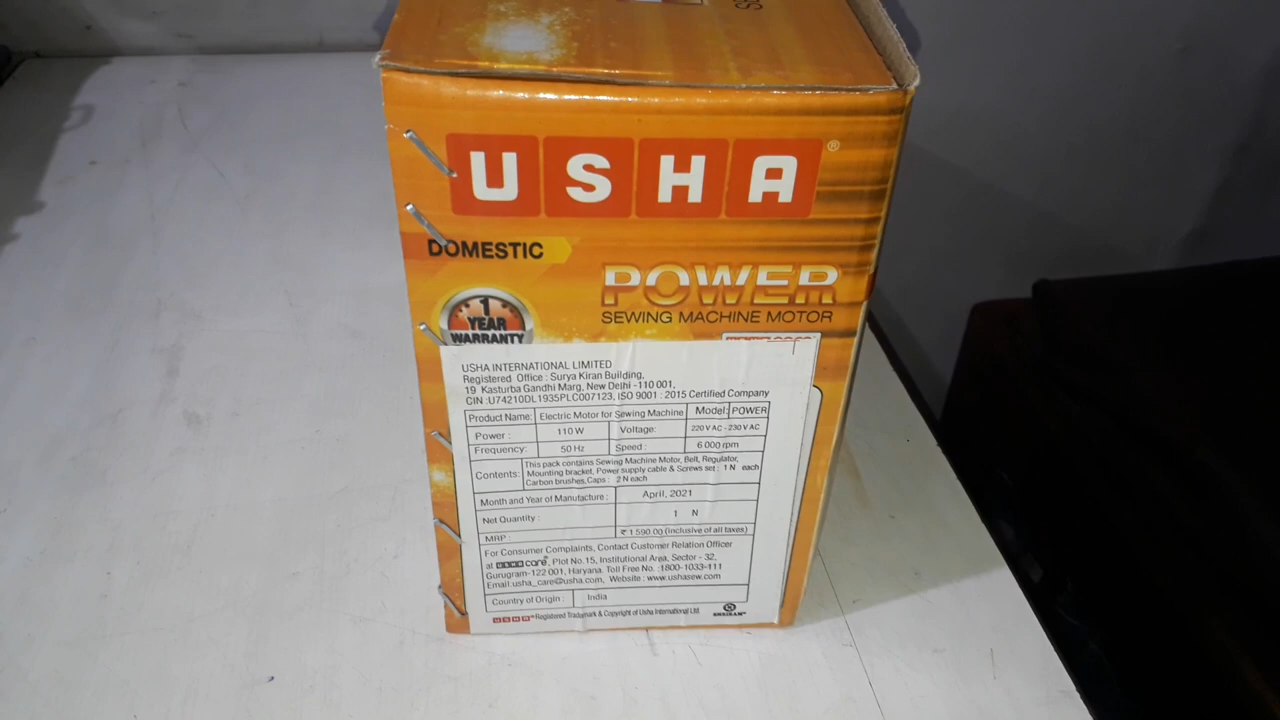 USHA®
DOMESTIC
POWER
SEWING MACHINE MOTOR
1
YEAR
WARRANTY
USHA INTERNATIONAL LIMITED
Registered Office : Surya Kiran Building,
19 Kasturba Gandhi Marg, New Delhi -110 001,
CIN :U74210DL1935PLC007123, ISO 9001 : 2015 Certified Company
Product Name: Electric Motor for Sewing Machine Model: POWER
Power : 110 W Voltage: 220 V AC - 230 V AC
Frequency: 50 Hz Speed : 6 000 rpm
Contents: This pack contains Sewing Machine Motor, Belt, Regulator,
Mounting bracket, Power supply cable & Screws set : 1 N each
Carbon brushes, Caps : 2 N each
Month and Year of Manufacture : April, 2021
Net Quantity : 1 N
MRP : ₹ 1 590.00 (inclusive of all taxes)
For Consumer Complaints, Contact Customer Relation Officer
at USHA care, Plot No.15, Institutional Area, Sector - 32,
Gurugram-122 001, Haryana. Toll Free No. :1800-1033-111
Email:usha_care@usha.com, Website : www.ushasew.com
Country of Origin : India
USHA® Registered Trademark & Copyright of Usha International Ltd.